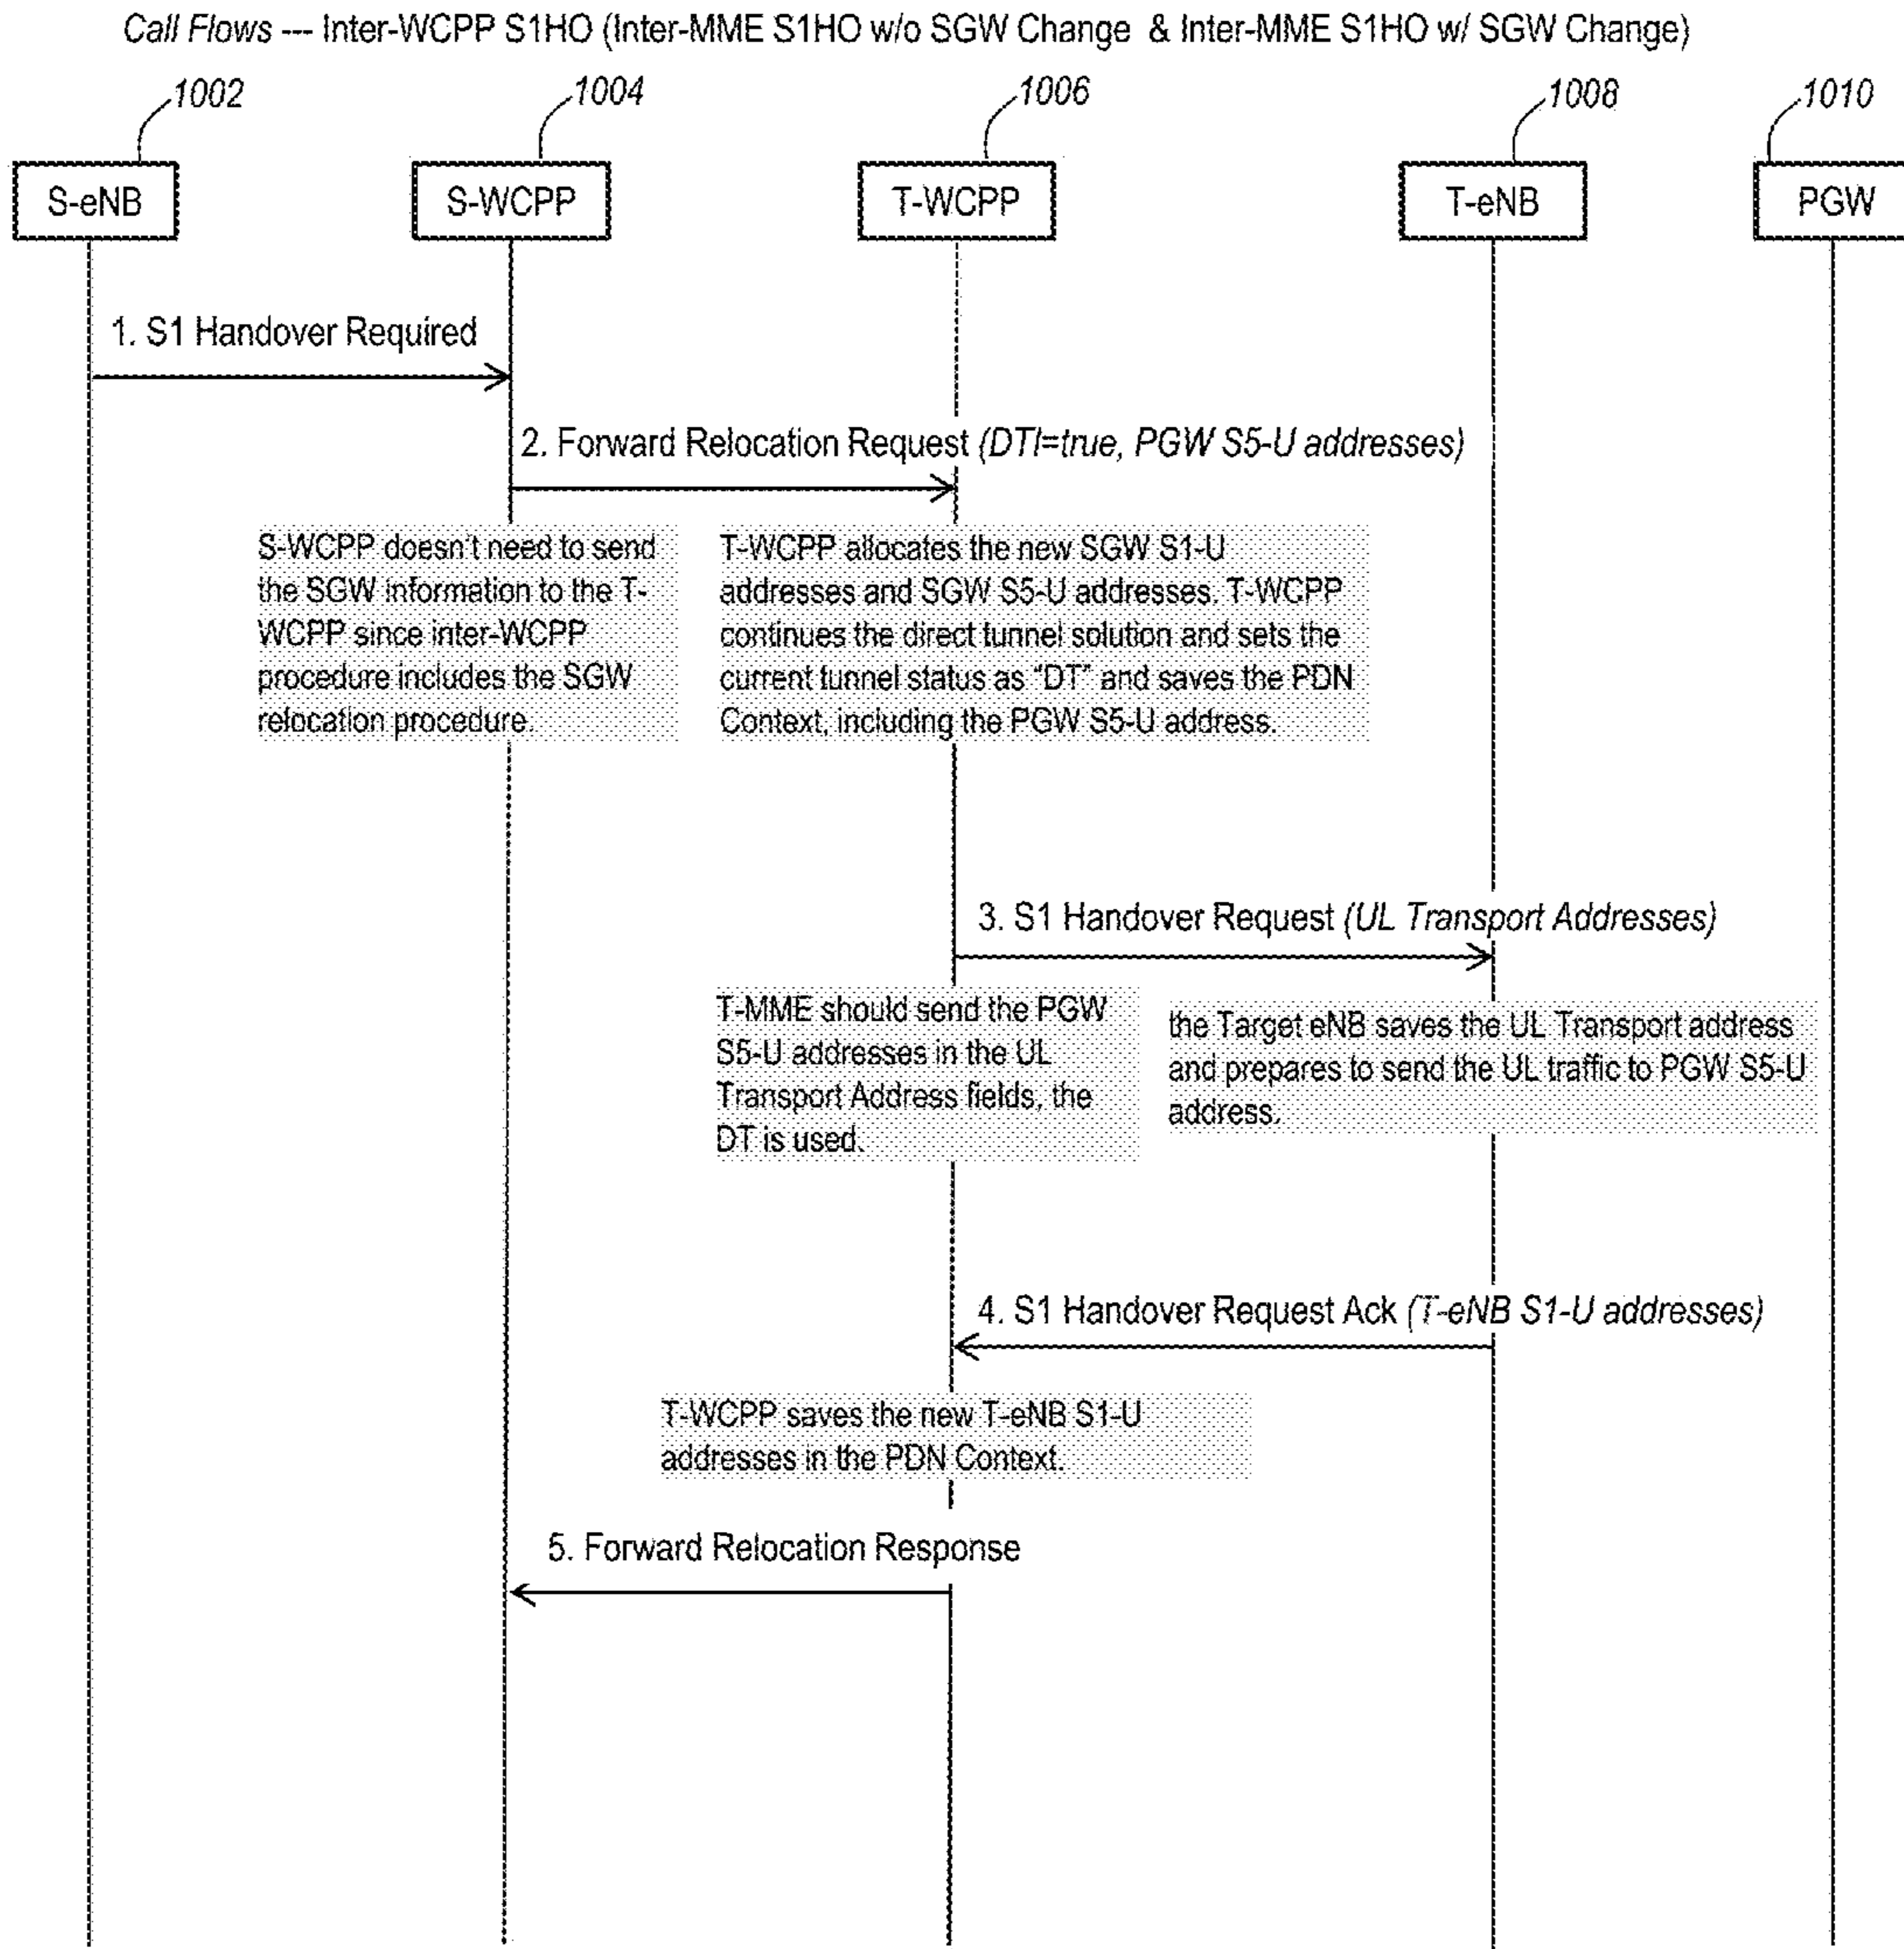 Call Flows --- Inter-WCPP S1HO (Inter-MME S1HO w/o SGW Change & Inter-MME S1HO w/ SGW Change)
1002
1004
1006
1008
1010
S-eNB
S-WCPP
T-WCPP
T-eNB
PGW
1. S1 Handover Required
2. Forward Relocation Request (DTI=true, PGW S5-U addresses)
S-WCPP doesn't need to send
the SGW information to the T-
WCPP since inter-WCPP
procedure includes the SGW
relocation procedure.
T-WCPP allocates the new SGW S1-U
addresses and SGW S5-U addresses. T-WCPP
continues the direct tunnel solution and sets the
current tunnel status as "DT" and saves the PDN
Context, including the PGW S5-U address.
3. S1 Handover Request (UL Transport Addresses)
T-MME should send the PGW
S5-U addresses in the UL
Transport Address fields, the
DT is used.
the Target eNB saves the UL Transport address
and prepares to send the UL traffic to PGW S5-U
address.
4. S1 Handover Request Ack (T-eNB S1-U addresses)
T-WCPP saves the new T-eNB S1-U
addresses in the PDN Context.
5. Forward Relocation Response